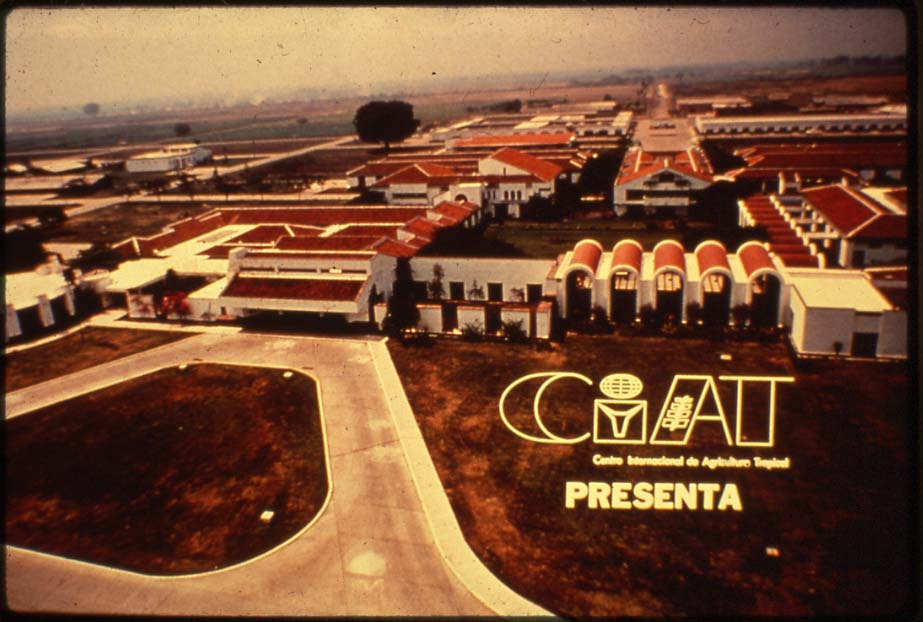 CIAT
Centro Internacional de Agricultura Tropical
PRESENTA